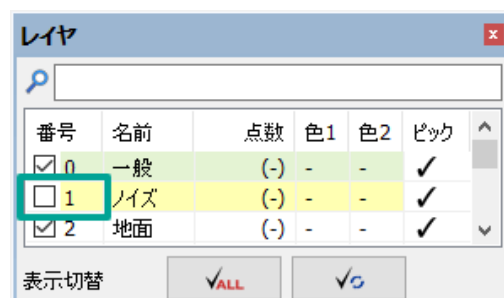 レイヤ
番号 名前 点数 色1 色2 ピック
0 一般 (-) - -
1 ノイズ (-) - -
2 地面 (-) - -
表示切替 ALL